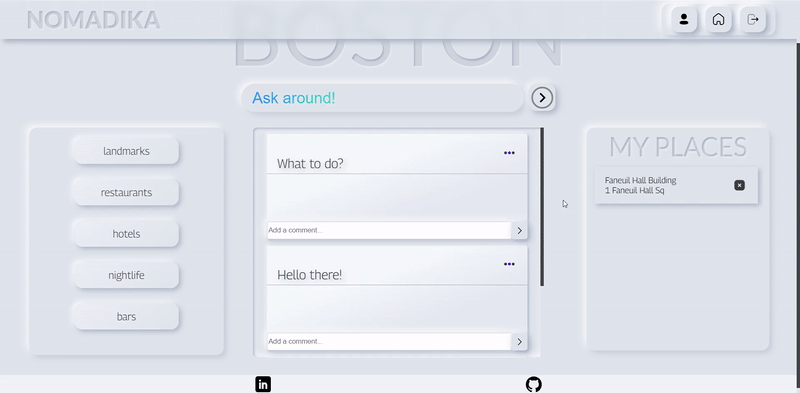 NOMADIKA
BOSTON
Ask around!
landmarks
restaurants
hotels
nightlife
bars
What to do?
Add a comment...
Hello there!
Add a comment...
MY PLACES
Faneuil Hall Building
1 Faneuil Hall Sq